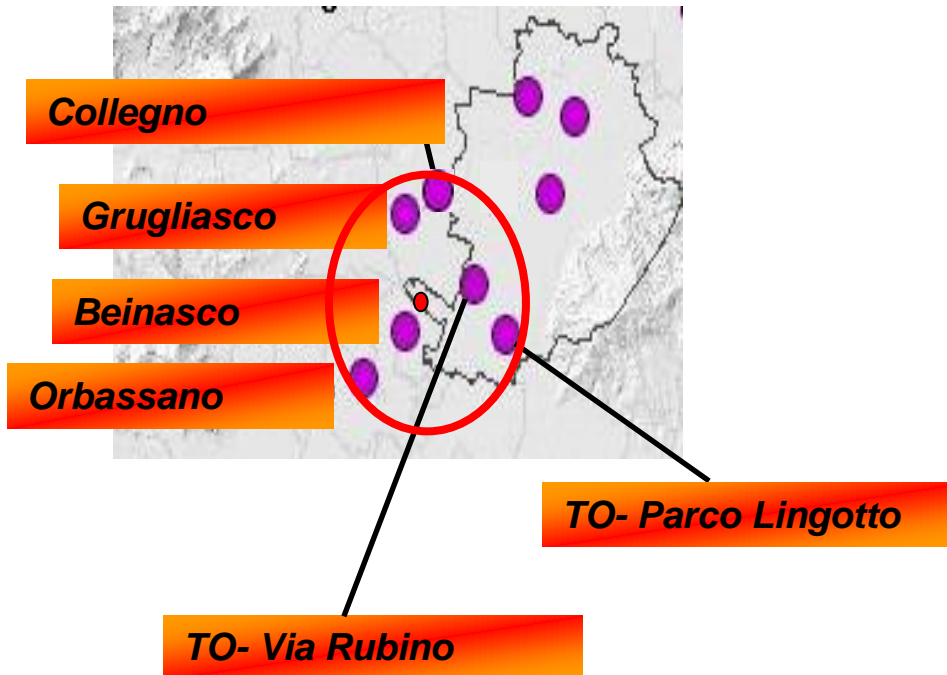 Collegno
Grugliasco
Beinasco
Orbassano
TO- Parco Lingotto
TO- Via Rubino